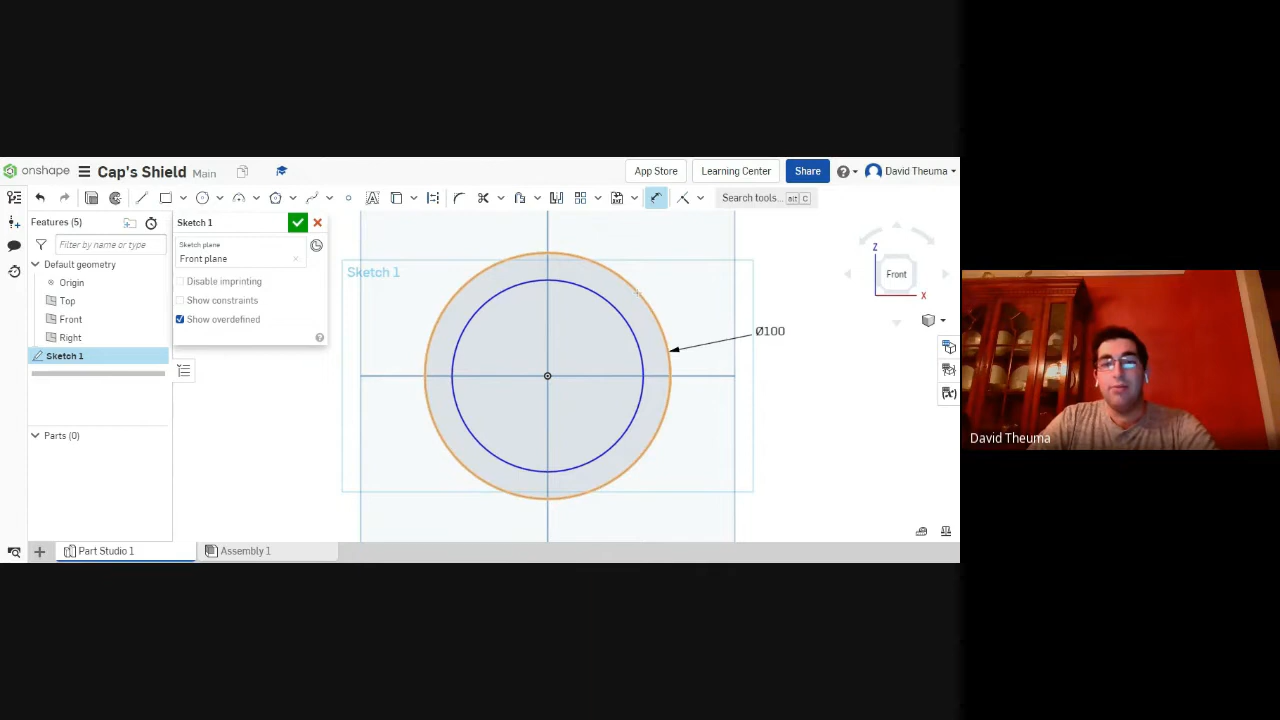 onshape Cap's Shield Main
App Store Learning Center Share David Theuma
Search tools... alt C
Features (5)
Filter by name or type
Default geometry
Origin
Top
Front
Right
Sketch 1
Parts (0)
Sketch 1
Sketch plane
Front plane
Disable imprinting
Show constraints
Show overdefined
Sketch 1
Ø100
Z
Front
X
David Theuma
Part Studio 1 Assembly 1